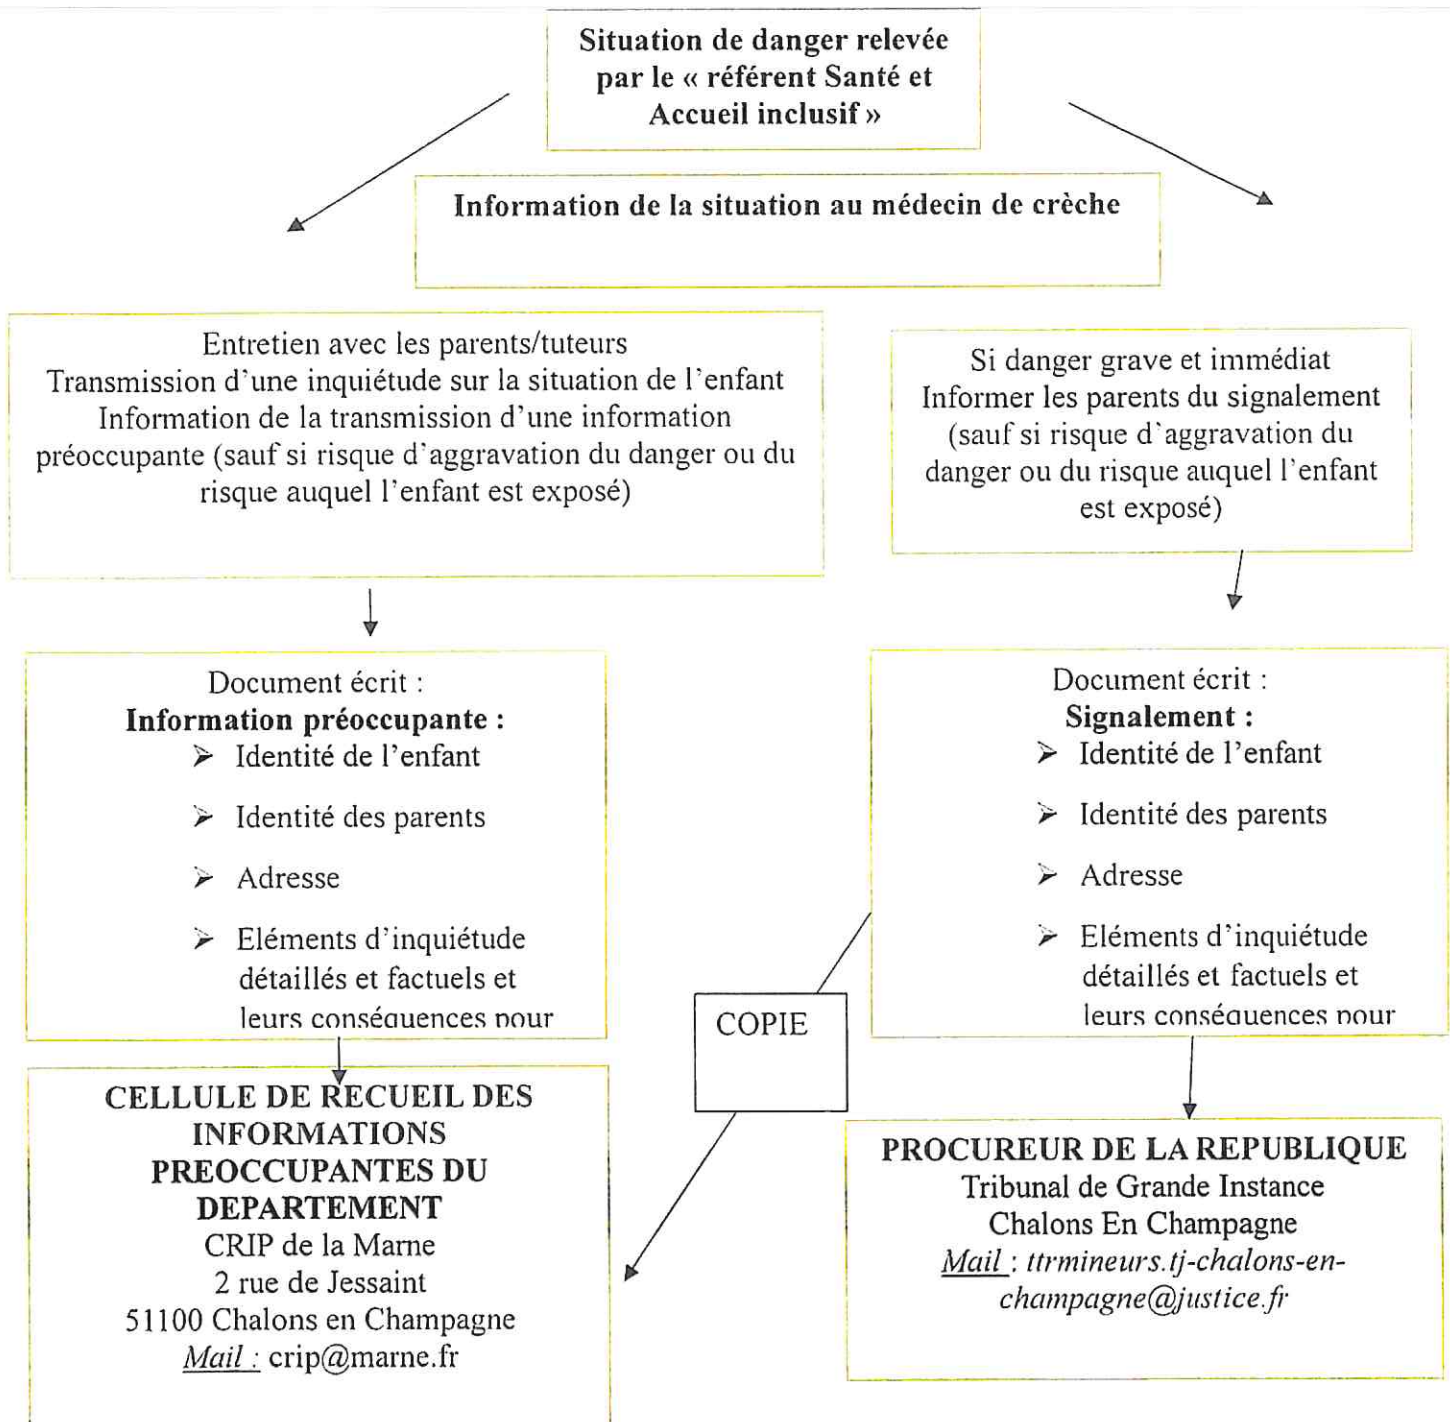 Situation de danger relevée
par le « référent Santé et
Accueil inclusif »
Information de la situation au médecin de crèche
Entretien avec les parents/tuteurs
Transmission d'une inquiétude sur la situation de l'enfant
Information de la transmission d'une information
préoccupante (sauf si risque d'aggravation du danger ou du
risque auquel l'enfant est exposé)
Si danger grave et immédiat
Informer les parents du signalement
(sauf si risque d'aggravation du
danger ou du risque auquel l'enfant
est exposé)
Document écrit :
Information préoccupante :
➢ Identité de l'enfant
➢ Identité des parents
➢ Adresse
➢ Eléments d'inquiétude
détaillés et factuels et
leurs conséquences pour
Document écrit :
Signalement :
➢ Identité de l'enfant
➢ Identité des parents
➢ Adresse
➢ Eléments d'inquiétude
détaillés et factuels et
leurs conséquences pour
COPIE
CELLULE DE RECUEIL DES
INFORMATIONS
PREOCCUPANTES DU
DEPARTEMENT
CRIP de la Marne
2 rue de Jessaint
51100 Chalons en Champagne
Mail : crip@marne.fr
PROCUREUR DE LA REPUBLIQUE
Tribunal de Grande Instance
Chalons En Champagne
Mail : ttrmineurs.tj-chalons-en-
champagne@justice.fr